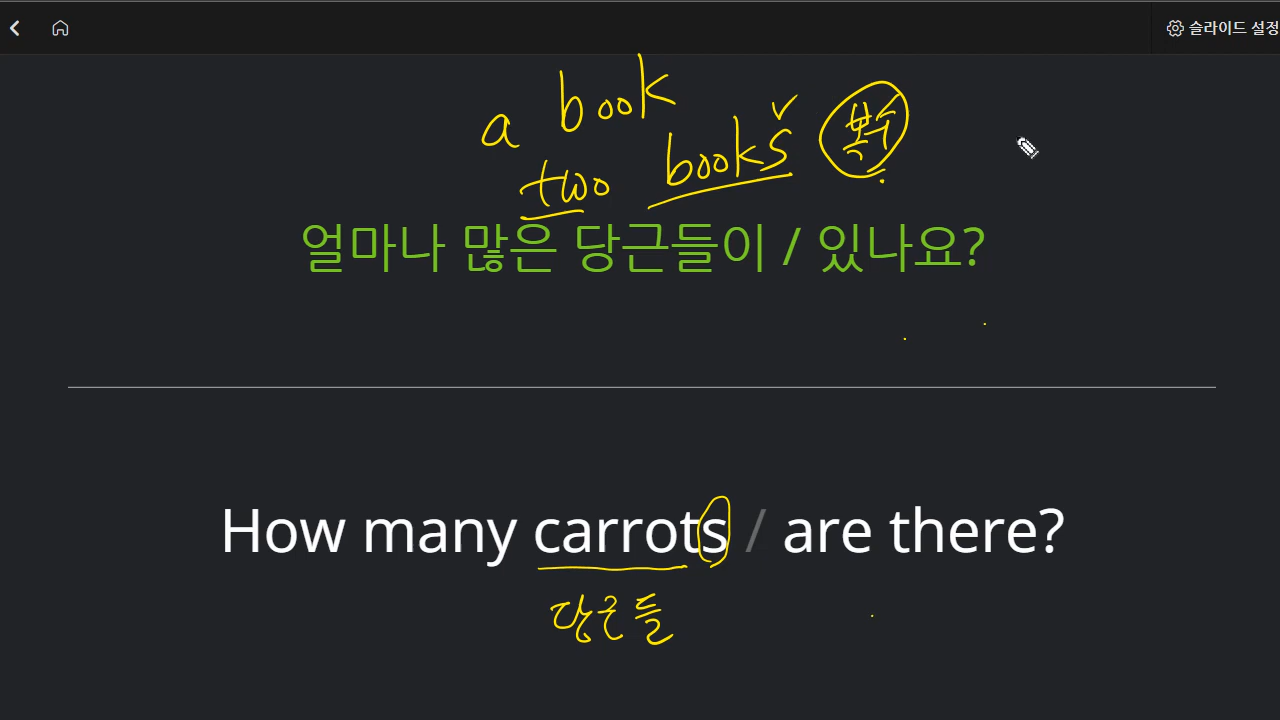 슬라이드 설정
a book
two books 복수
얼마나 많은 당근들이 / 있나요?
How many carrots / are there?
당근들